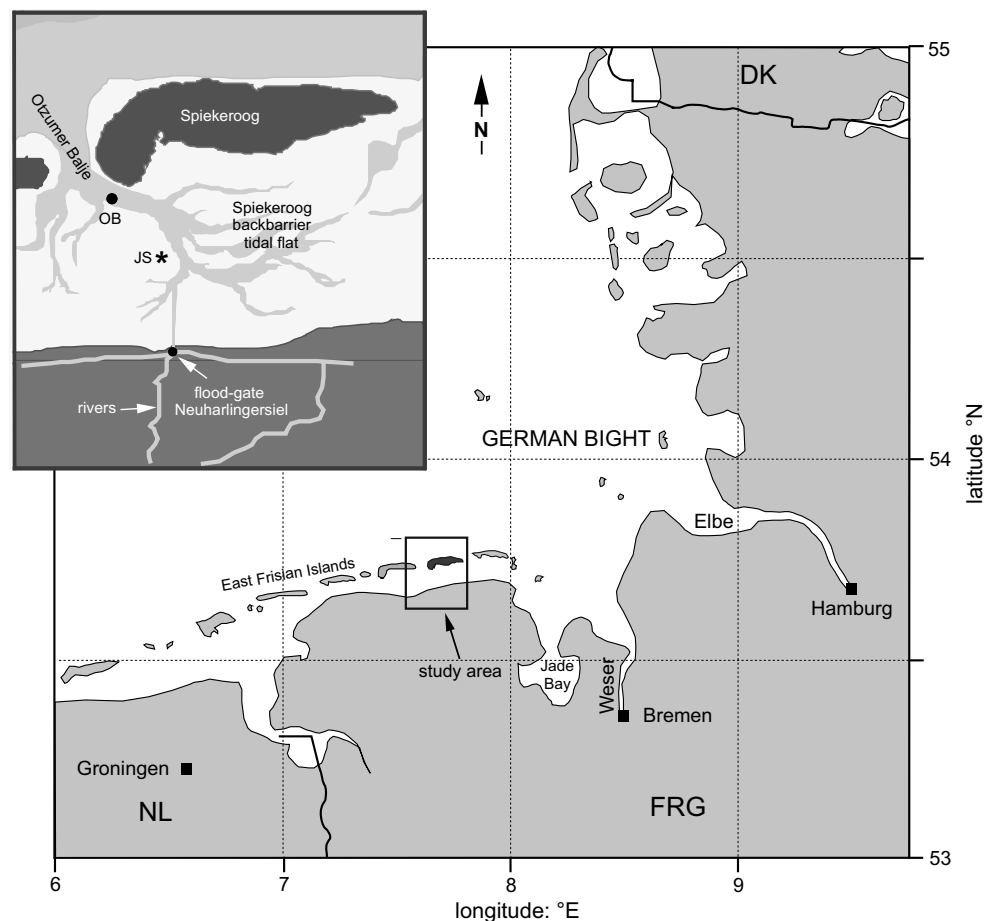 Otzumer Balje
Spiekeroog
OB
Spiekeroog
backbarrier
tidal flat
JS *
flood-gate
Neuharlingersiel
rivers
N
DK
55
GERMAN BIGHT
54
latitude °N
Elbe
Hamburg
East Frisian Islands
study area
Jade
Bay
Weser
Bremen
Groningen
NL
FRG
53
6
7
8
9
longitude: °E